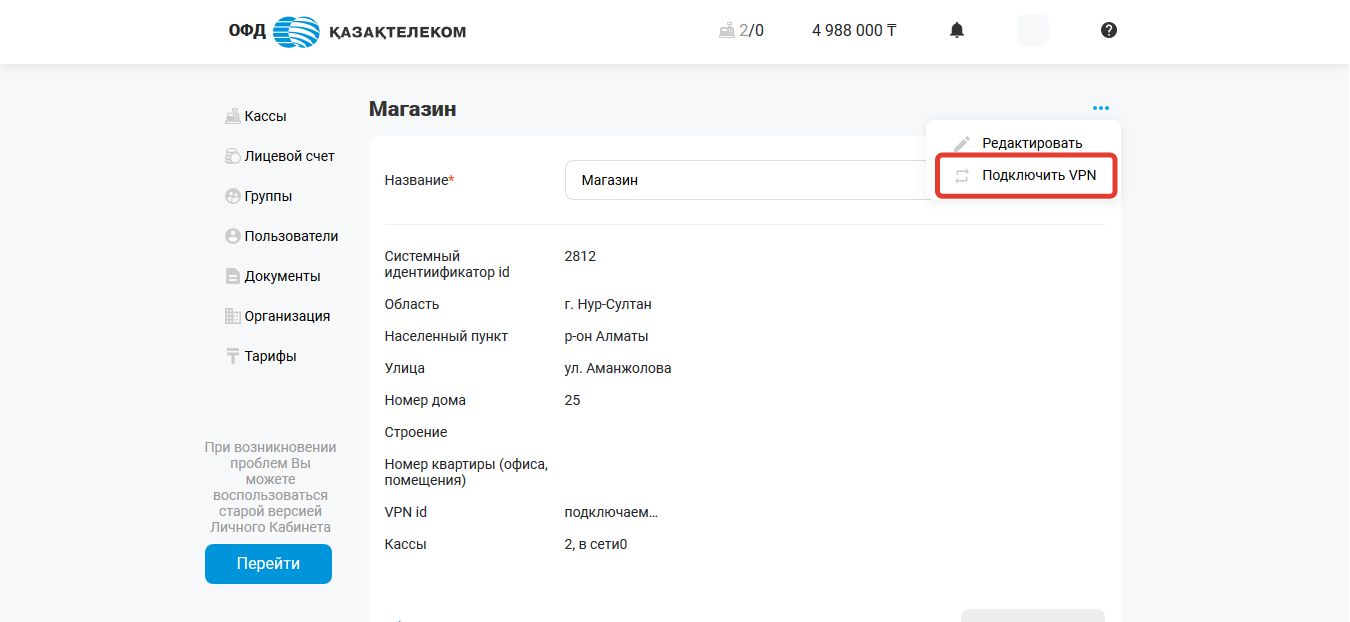 ОФД ҚАЗАҚТЕЛЕКОМ
2/0
4 988 000 ₸
Кассы
Лицевой счет
Группы
Пользователи
Документы
Организация
Тарифы
При возникновении
проблем Вы
можете
воспользоваться
старой версией
Личного Кабинета
Перейти
Магазин
Редактировать
Подключить VPN
Название*
Магазин
Системный
идентиификатор id
2812
Область
г. Нур-Султан
Населенный пункт
р-он Алматы
Улица
ул. Аманжолова
Номер дома
25
Строение
Номер квартиры (офиса,
помещения)
VPN id
подключаем...
Кассы
2, в сети0